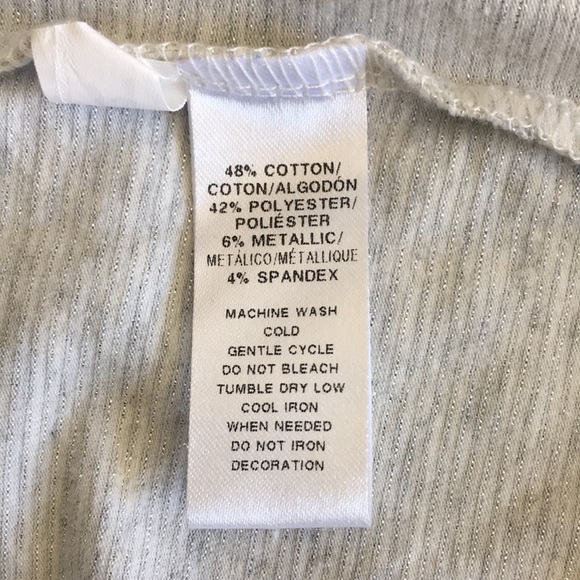 48% COTTON/
COTON/ALGODÓN
42% POLYESTER/
POLIÉSTER
6% METALLIC/
METÁLICO/MÉTALLIQUE
4% SPANDEX
MACHINE WASH
COLD
GENTLE CYCLE
DO NOT BLEACH
TUMBLE DRY LOW
COOL IRON
WHEN NEEDED
DO NOT IRON
DECORATION